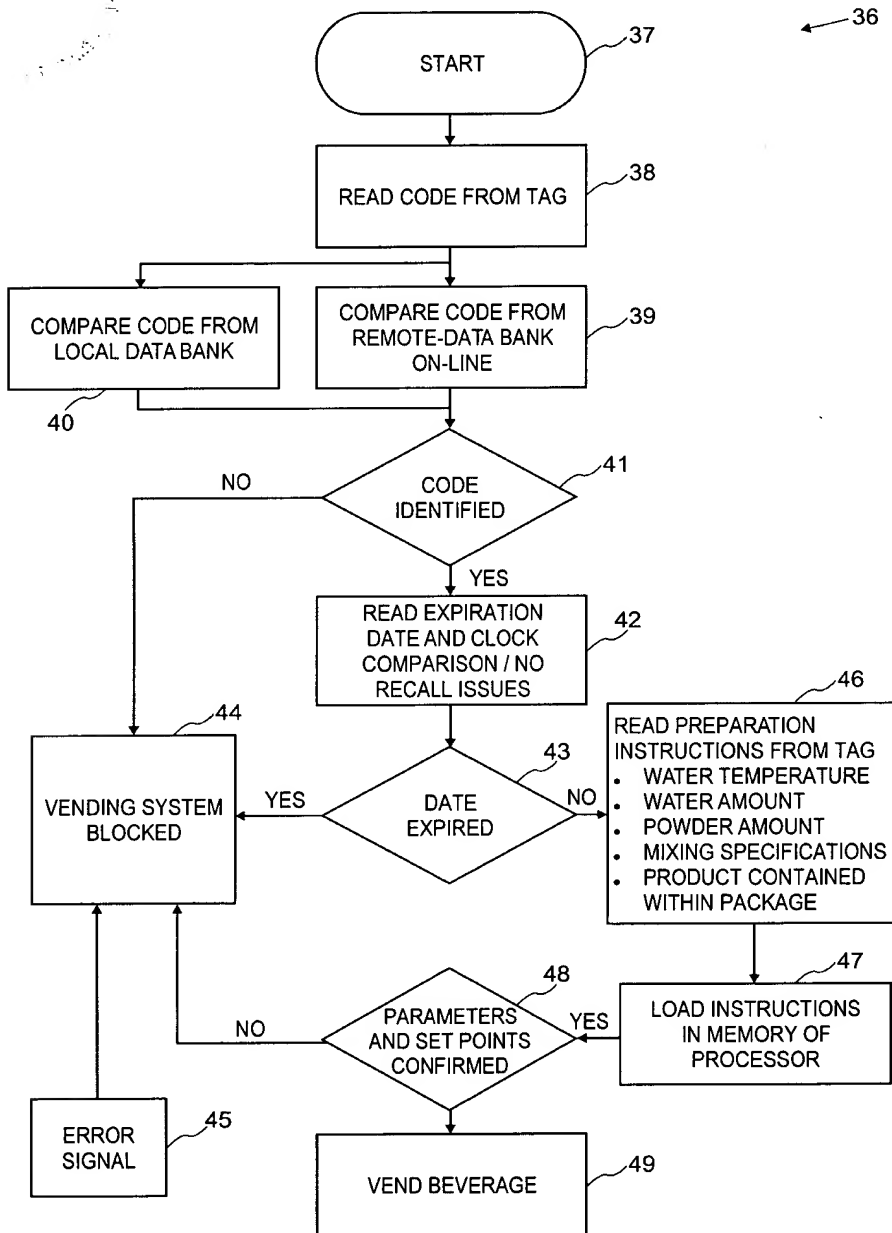 36
START
37
READ CODE FROM TAG
38
COMPARE CODE FROM
LOCAL DATA BANK
40
COMPARE CODE FROM
REMOTE-DATA BANK
ON-LINE
39
CODE
IDENTIFIED
41
NO
YES
READ EXPIRATION
DATE AND CLOCK
COMPARISON / NO
RECALL ISSUES
42
DATE
EXPIRED
43
YES
NO
VENDING SYSTEM
BLOCKED
44
46
READ PREPARATION
INSTRUCTIONS FROM TAG
• WATER TEMPERATURE
• WATER AMOUNT
• POWDER AMOUNT
• MIXING SPECIFICATIONS
• PRODUCT CONTAINED
WITHIN PACKAGE
47
LOAD INSTRUCTIONS
IN MEMORY OF
PROCESSOR
YES
48
PARAMETERS
AND SET POINTS
CONFIRMED
NO
ERROR
SIGNAL
45
VEND BEVERAGE
49